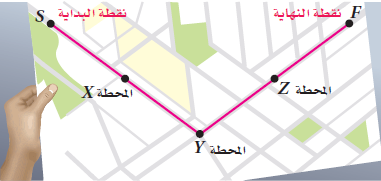 S نقطة البداية
نقطة النهاية F
المحطة X
المحطة Z
المحطة Y